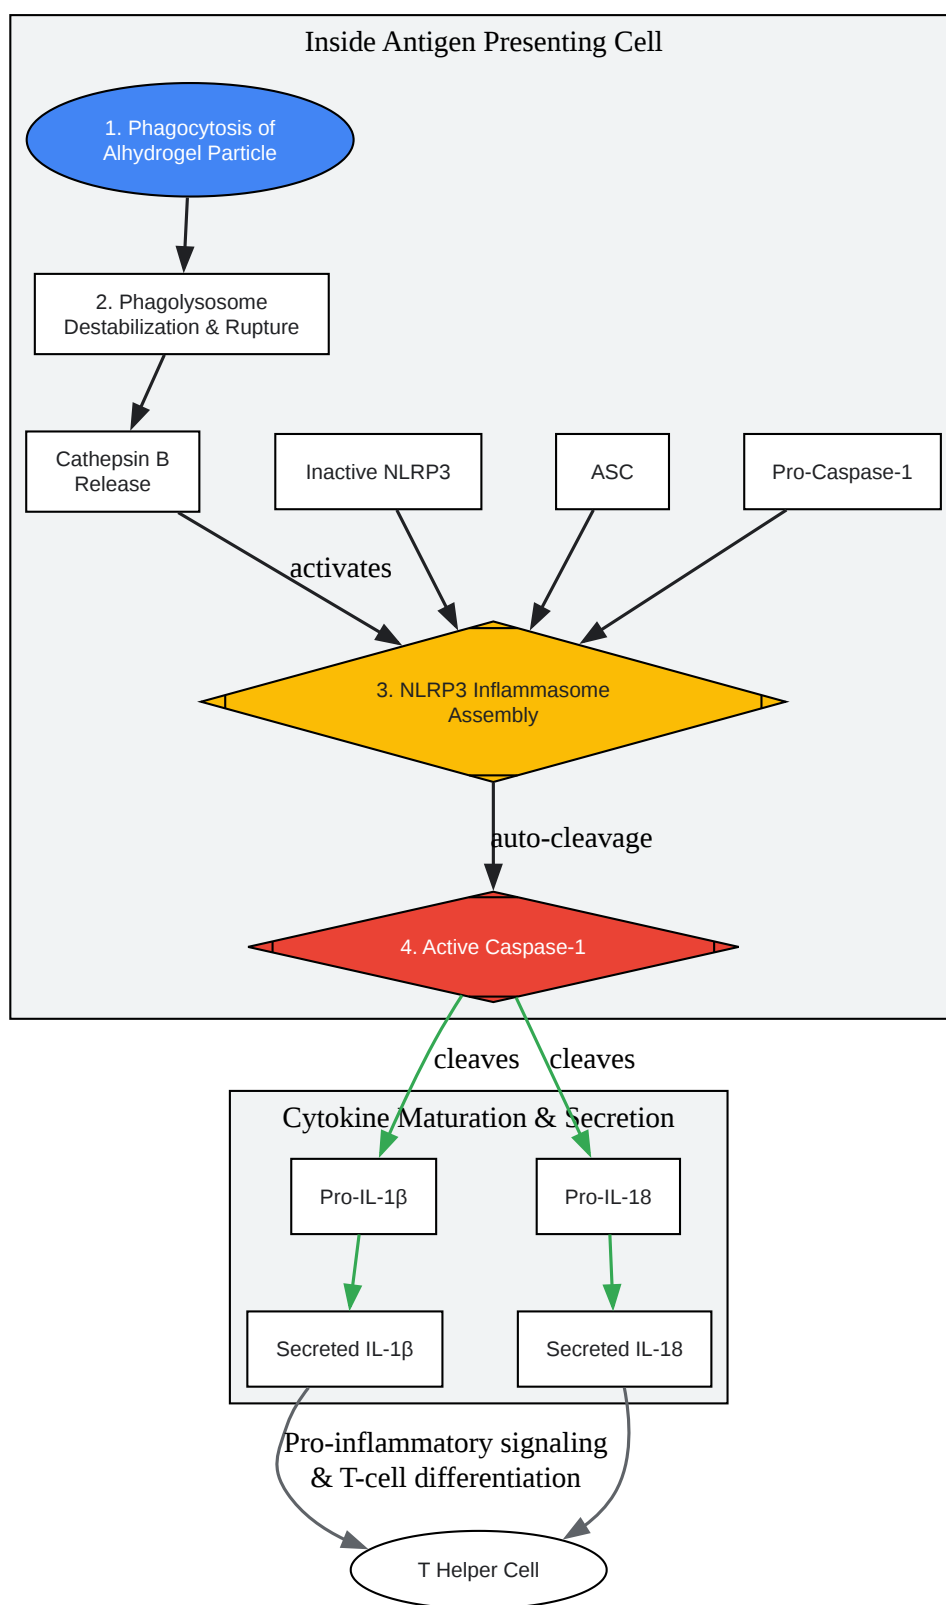 Inside Antigen Presenting Cell
1. Phagocytosis of
Alhydrogel Particle
2. Phagolysosome
Destabilization & Rupture
Cathepsin B
Release
Inactive NLRP3
ASC
Pro-Caspase-1
activates
3. NLRP3 Inflammasome
Assembly
auto-cleavage
4. Active Caspase-1
cleaves
cleaves
Cytokine Maturation & Secretion
Pro-IL-1β
Pro-IL-18
Secreted IL-1β
Secreted IL-18
Pro-inflammatory signaling
& T-cell differentiation
T Helper Cell